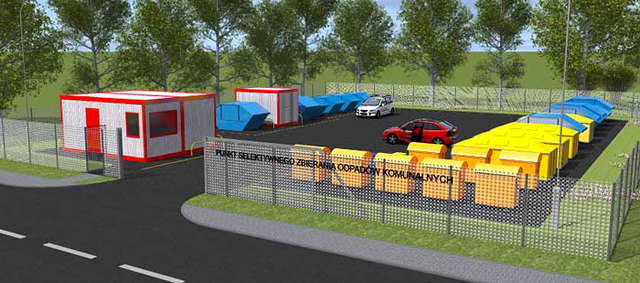 PUNKT SELEKTYWNEGO ZBIERANIA ODPADÓW KOMUNALNYCH